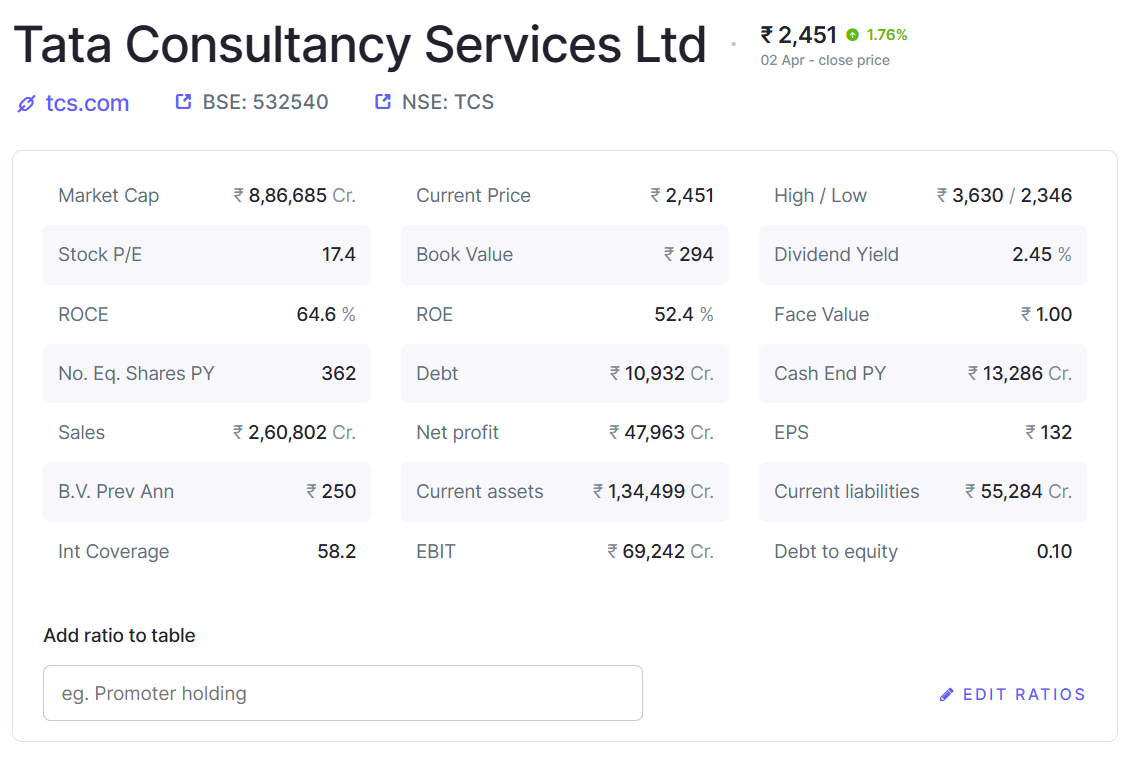 Tata Consultancy Services Ltd · ₹ 2,451 1.76%
02 Apr - close price
tcs.com BSE: 532540 NSE: TCS
Market Cap ₹ 8,86,685 Cr. Current Price ₹ 2,451 High / Low ₹ 3,630 / 2,346
Stock P/E 17.4 Book Value ₹ 294 Dividend Yield 2.45 %
ROCE 64.6 % ROE 52.4 % Face Value ₹ 1.00
No. Eq. Shares PY 362 Debt ₹ 10,932 Cr. Cash End PY ₹ 13,286 Cr.
Sales ₹ 2,60,802 Cr. Net profit ₹ 47,963 Cr. EPS ₹ 132
B.V. Prev Ann ₹ 250 Current assets ₹ 1,34,499 Cr. Current liabilities ₹ 55,284 Cr.
Int Coverage 58.2 EBIT ₹ 69,242 Cr. Debt to equity 0.10
Add ratio to table
eg. Promoter holding EDIT RATIOS